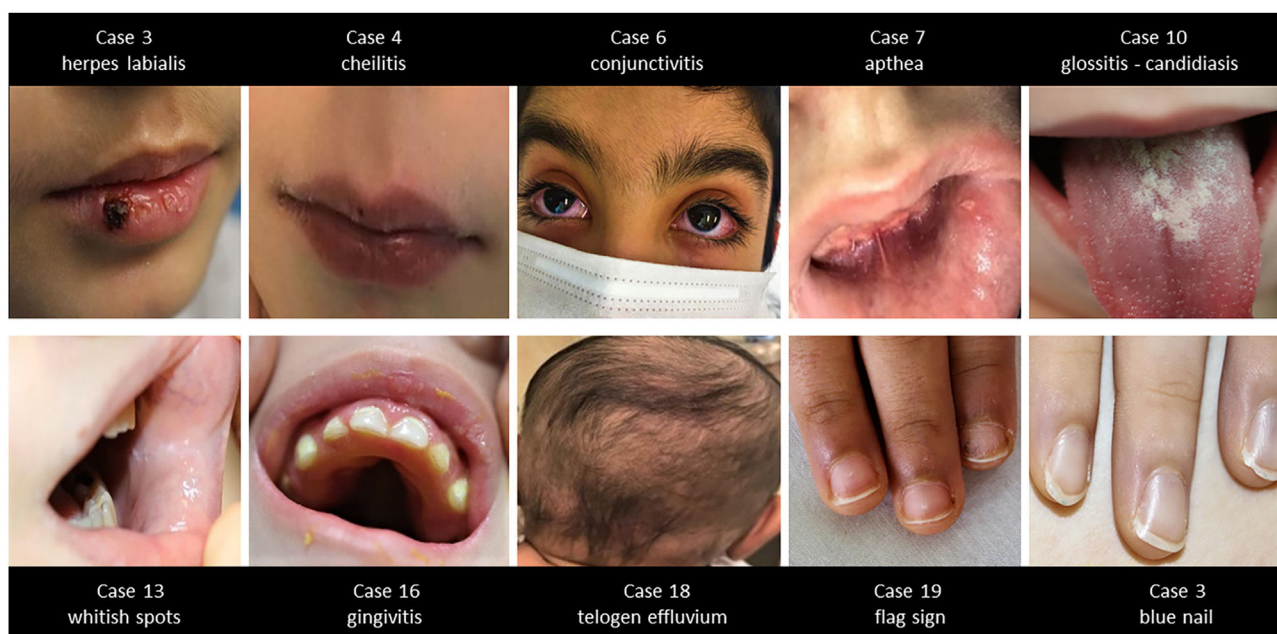 Case 3
herpes labialis
Case 4
cheilitis
Case 6
conjunctivitis
Case 7
apthea
Case 10
glossitis - candidiasis
Case 13
whitish spots
Case 16
gingivitis
Case 18
telogen effluvium
Case 19
flag sign
Case 3
blue nail